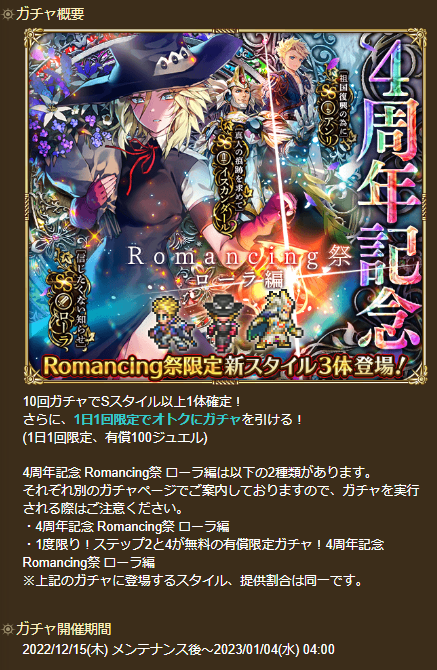 ガチャ概要
4周年記念
「祖国復興の為に」
SS アンリ
「真人の痕跡を求めて」
SS イスカンダール
「信じたくない知らせ」
SS ローラ
Romancing祭
ローラ編
Romancing祭限定新スタイル3体登場!
10回ガチャでSスタイル以上1体確定！
さらに、1日1回限定でオトクにガチャを引ける！
(1日1回限定、有償100ジュエル)
4周年記念 Romancing祭 ローラ編は以下の2種類があります。
それぞれ別のガチャページでご案内しておりますので、ガチャを実行
される際はご注意ください。
・4周年記念 Romancing祭 ローラ編
・1度限り！ステップ2と4が無料の有償限定ガチャ！4周年記念
Romancing祭 ローラ編
※上記のガチャに登場するスタイル、提供割合は同一です。
ガチャ開催期間
2022/12/15(木) メンテナンス後～2023/01/04(水) 04:00